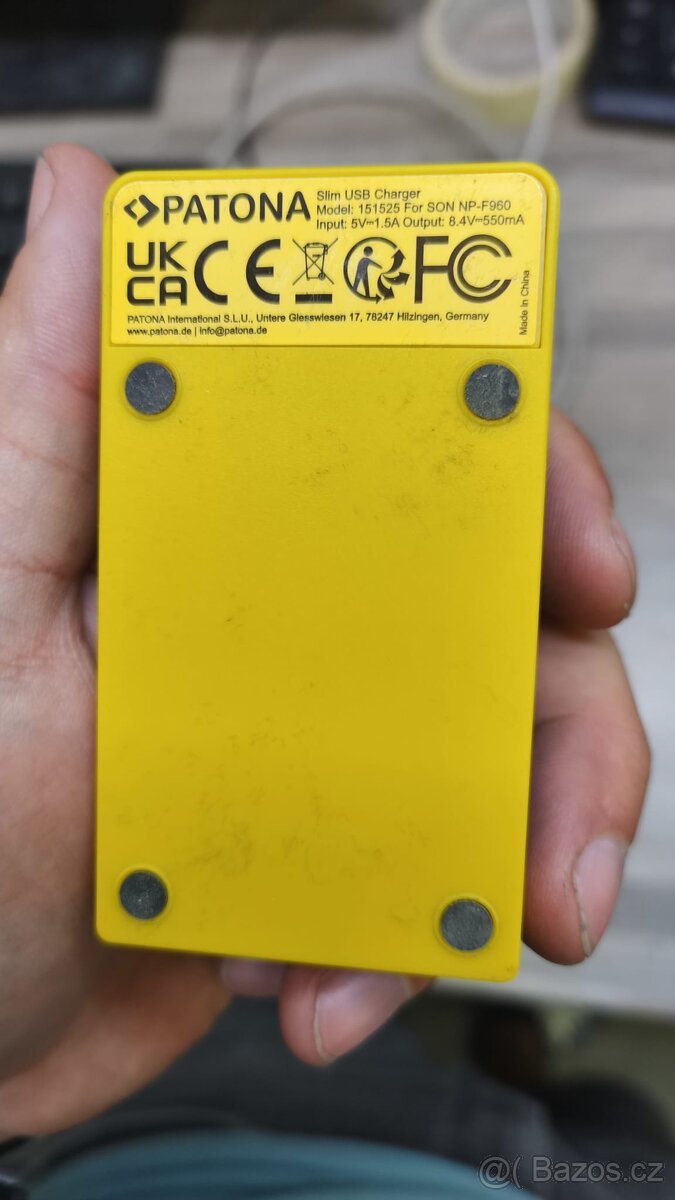 PATONA
Slim USB Charger
Model: 151525 For SON NP-F960
Input: 5V⎓1.5A Output: 8.4V⎓550mA
UK
CA CE FC
Made in China
PATONA International S.L.U., Untere Giesswiesen 17, 78247 Hilzingen, Germany
www.patona.de | info@patona.de
@( Bazoš.cz